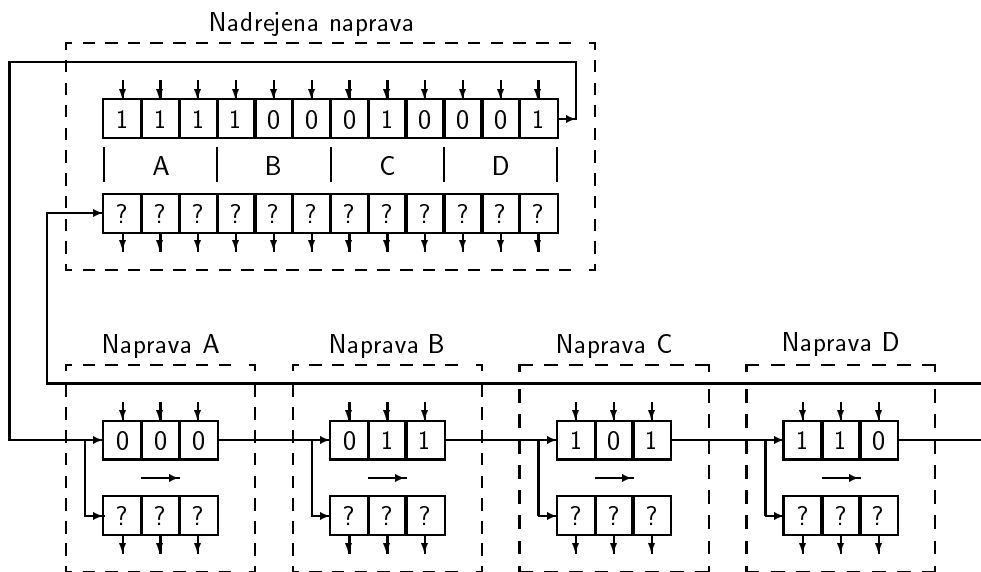 Nadrejena naprava
1 1 1 1 0 0 0 1 0 0 0 1
A B C D
? ? ? ? ? ? ? ? ? ? ? ?
Naprava A Naprava B Naprava C Naprava D
0 0 0 0 1 1 1 0 1 1 1 0
? ? ? ? ? ? ? ? ? ? ? ?